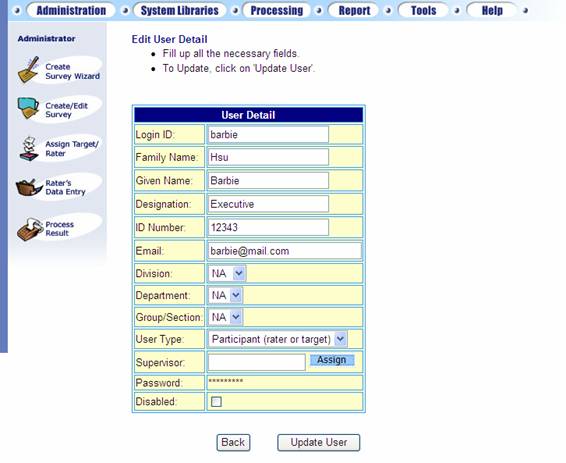 Administration System Libraries Processing Report Tools Help
Administrator
Create
Survey Wizard
Create/Edit
Survey
Assign Target/
Rater
Rater's
Data Entry
Process
Result
Edit User Detail
Fill up all the necessary fields.
To Update, click on 'Update User'.
User Detail
Login ID: barbie
Family Name: Hsu
Given Name: Barbie
Designation: Executive
ID Number: 12343
Email: barbie@mail.com
Division: NA
Department: NA
Group/Section: NA
User Type: Participant (rater or target)
Supervisor: Assign
Password: *********
Disabled:
Back Update User